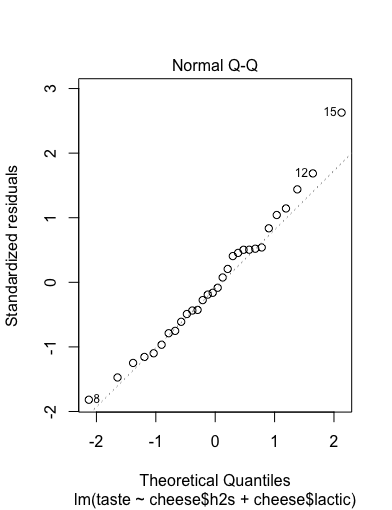 Normal Q-Q
3
15
2
12
1
0
-1
-2
8
Standardized residuals
-2 -1 0 1 2
Theoretical Quantiles
lm(taste ~ cheese$h2s + cheese$lactic)